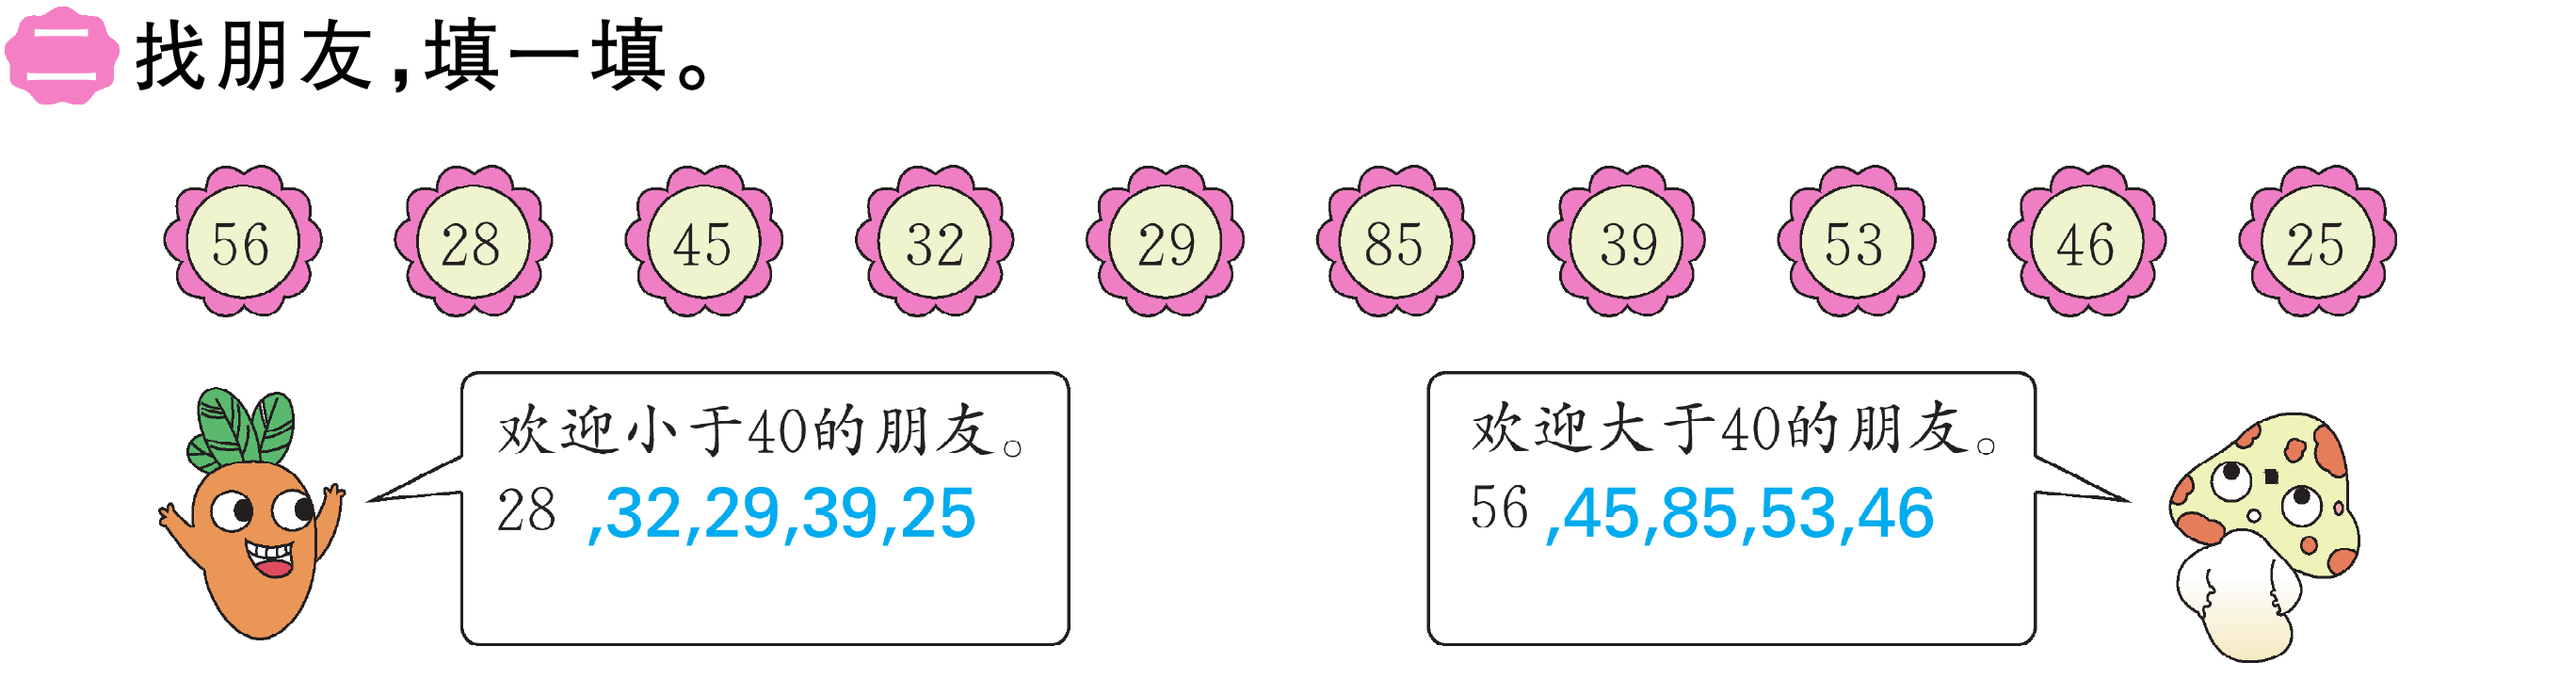 二 找朋友,填一填。
56 28 45 32 29 85 39 53 46 25
欢迎小于40的朋友。
28 ,32,29,39,25
欢迎大于40的朋友。
56 ,45,85,53,46